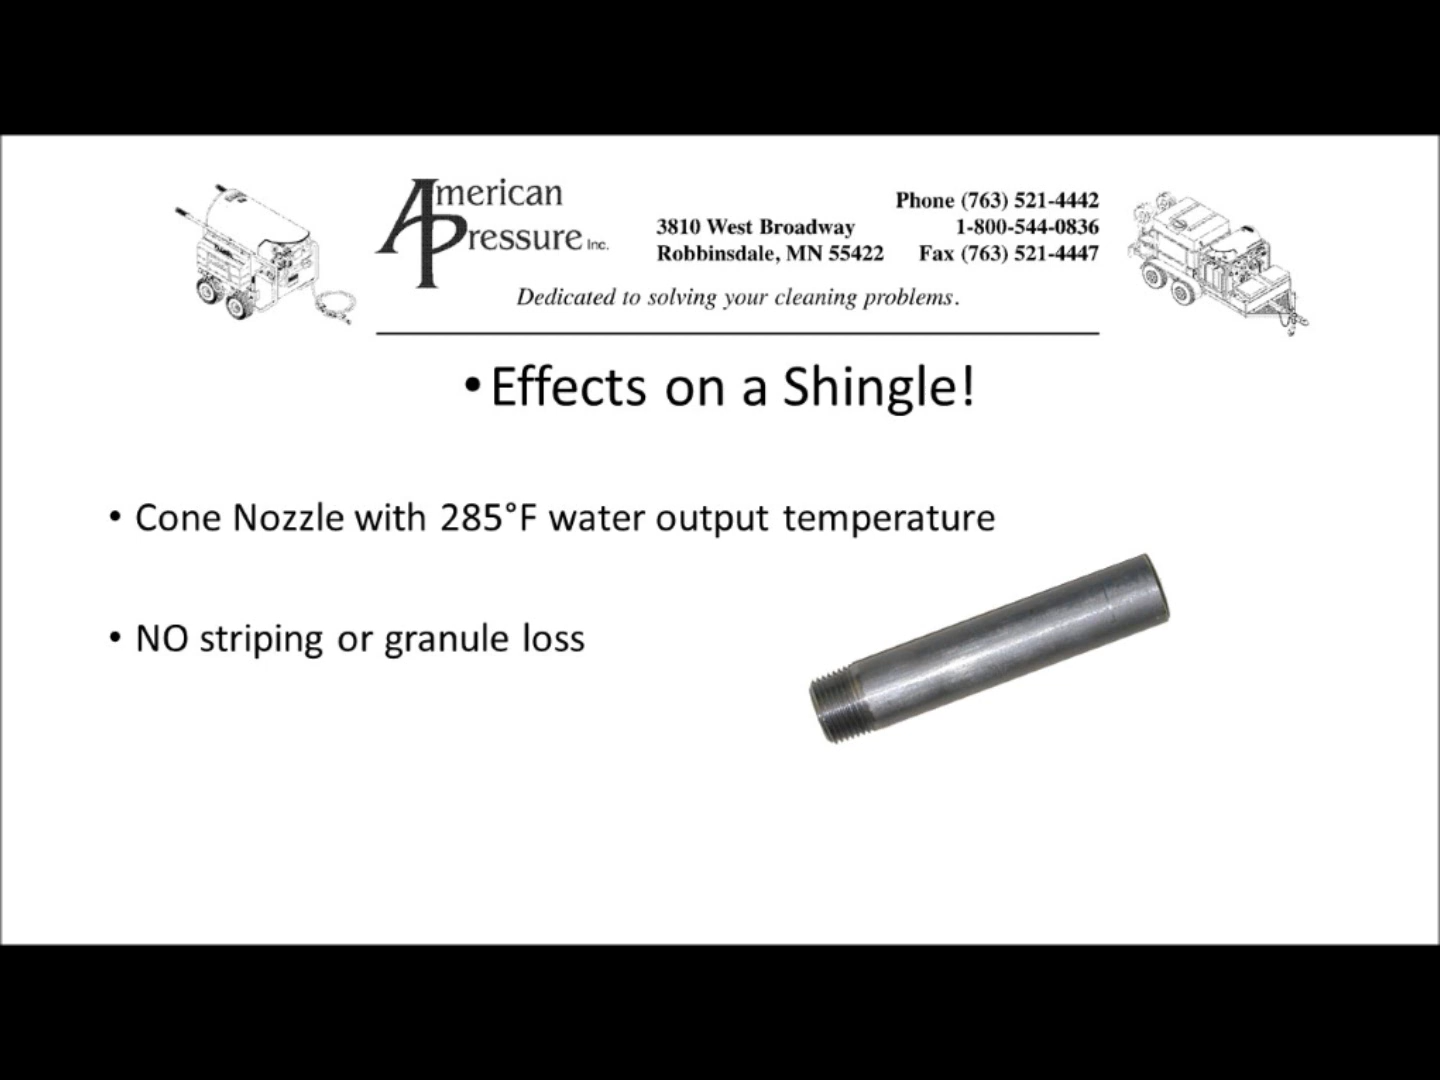 American
Pressure Inc.
3810 West Broadway
Robbinsdale, MN 55422
Phone (763) 521-4442
1-800-544-0836
Fax (763) 521-4447
Dedicated to solving your cleaning problems.
•Effects on a Shingle!
• Cone Nozzle with 285°F water output temperature
• NO striping or granule loss